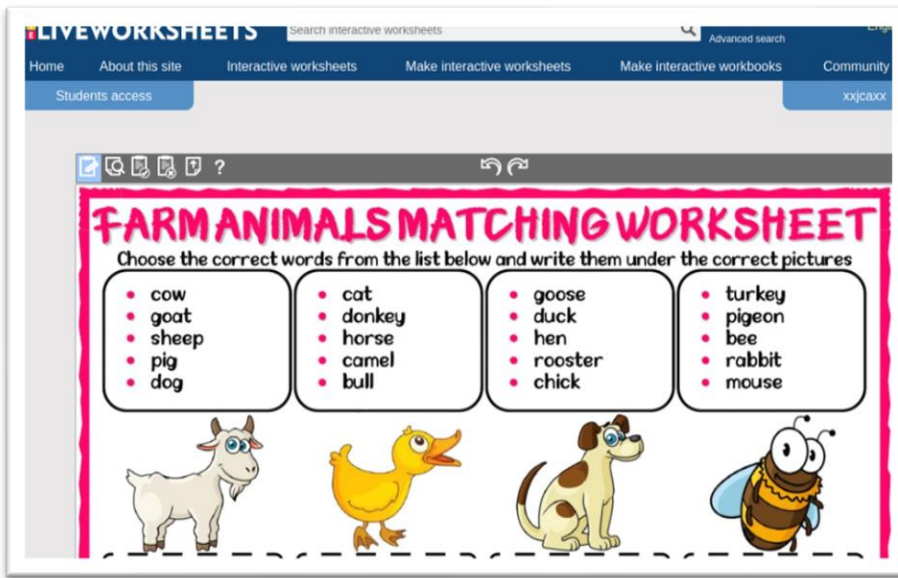 LIVEWORKSHEETS
Search interactive worksheets
Advanced search
Home About this site Interactive worksheets Make interactive worksheets Make interactive workbooks Community
Students access xxjcaxx
?
FARM ANIMALS MATCHING WORKSHEET
Choose the correct words from the list below and write them under the correct pictures
cow
goat
sheep
pig
dog
cat
donkey
horse
camel
bull
goose
duck
hen
rooster
chick
turkey
pigeon
bee
rabbit
mouse